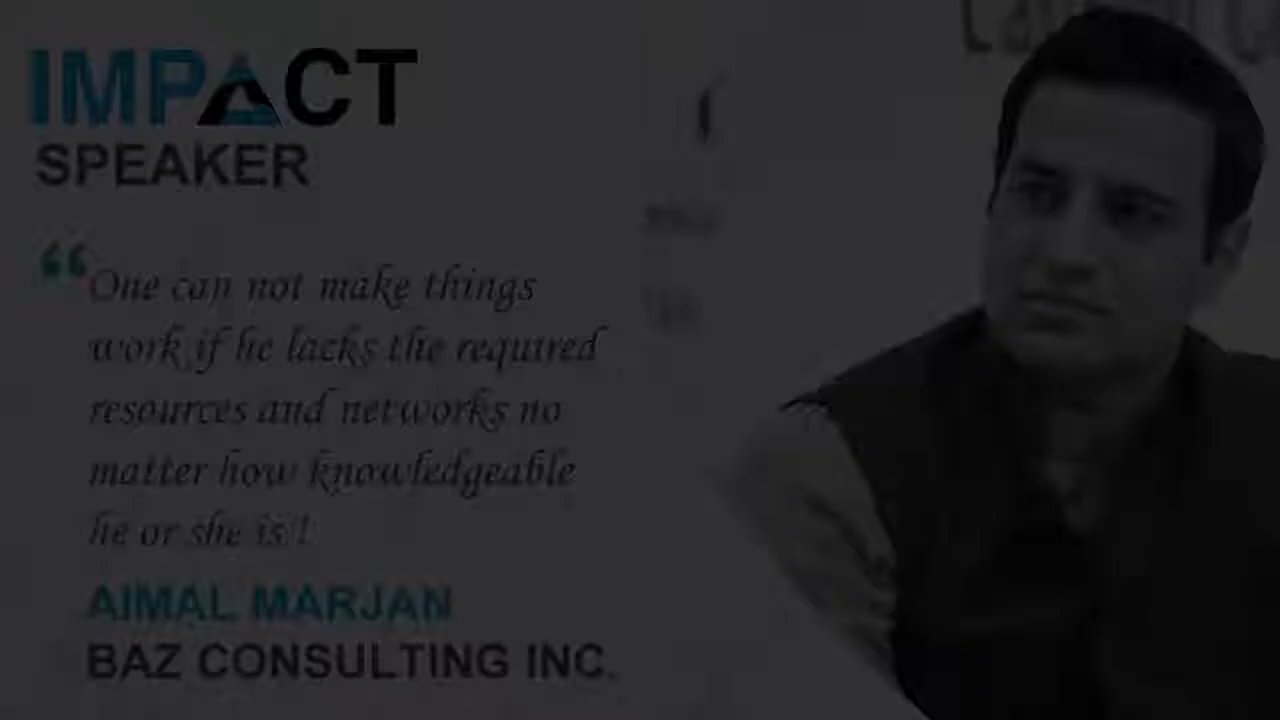 IMPACT
SPEAKER
“One can not make things
work if he lacks the required
resources and networks no
matter how knowledgeable
he or she is !
AIMAL MARJAN
BAZ CONSULTING INC.